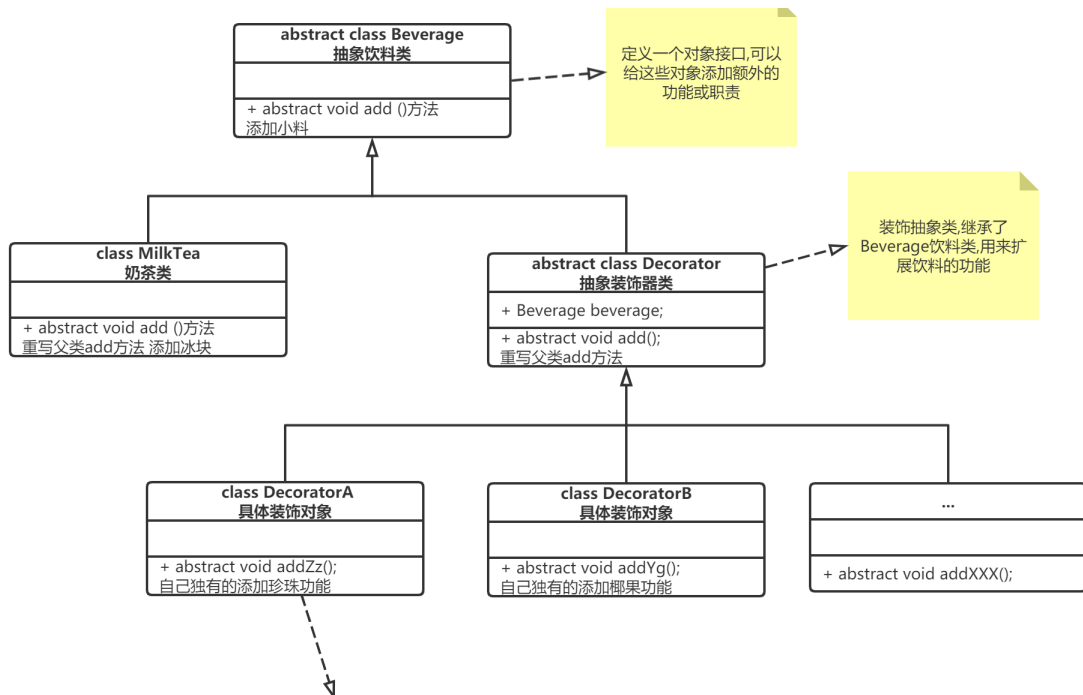 abstract class Beverage
抽象饮料类
+ abstract void add ()方法
添加小料
定义一个对象接口,可以
给这些对象添加额外的
功能或职责
class MilkTea
奶茶类
+ abstract void add ()方法
重写父类add方法 添加冰块
abstract class Decorator
抽象装饰器类
+ Beverage beverage;
+ abstract void add();
重写父类add方法
装饰抽象类,继承了
Beverage饮料类,用来扩
展饮料的功能
class DecoratorA
具体装饰对象
+ abstract void addZz();
自己独有的添加珍珠功能
class DecoratorB
具体装饰对象
+ abstract void addYg();
自己独有的添加椰果功能
...
+ abstract void addXXX();